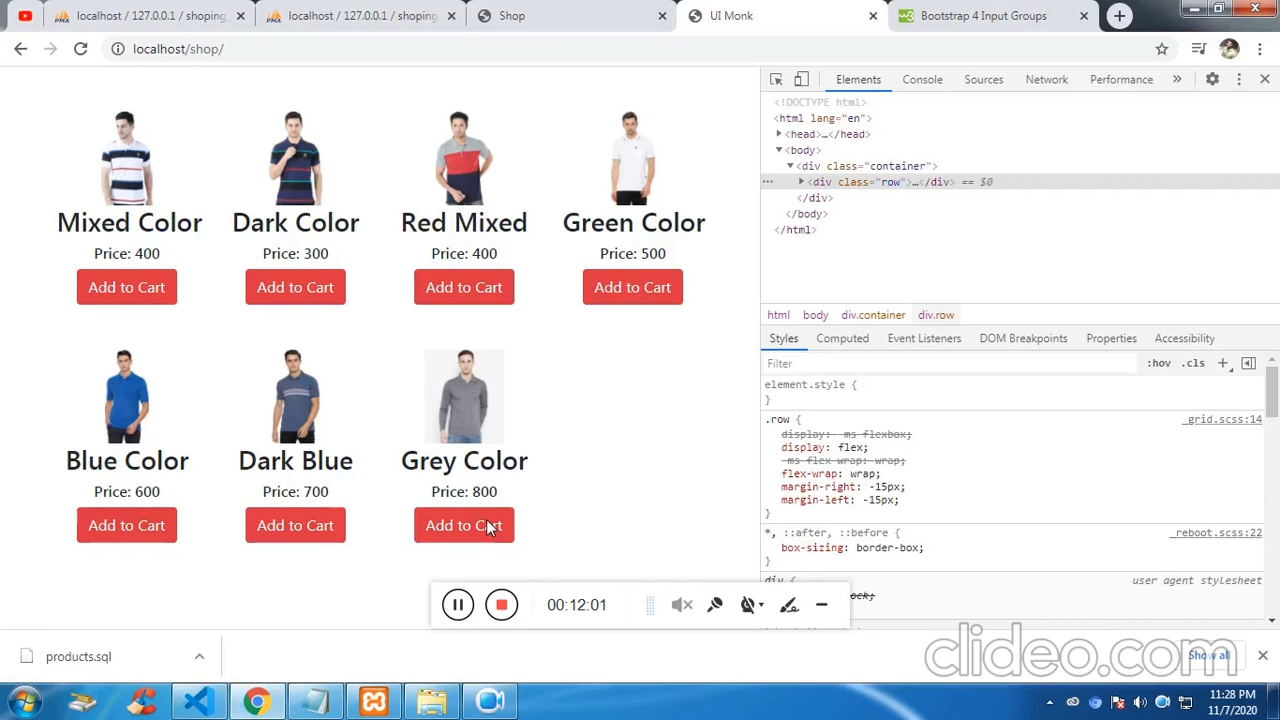 localhost / 127.0.0.1 / shoping
localhost / 127.0.0.1 / shoping
Shop
UI Monk
Bootstrap 4 Input Groups
localhost/shop/
Elements Console Sources Network Performance »
<!DOCTYPE html>
<html lang="en">
<head>…</head>
<body>
<div class="container">
<div class="row">…</div> == $0
</div>
</body>
</html>
html body div.container div.row
Styles Computed Event Listeners DOM Breakpoints Properties Accessibility
Filter :hov .cls +
element.style {
}
.row { _grid.scss:14
display: -ms-flexbox;
display: flex;
-ms-flex-wrap: wrap;
flex-wrap: wrap;
margin-right: -15px;
margin-left: -15px;
}
*, ::after, ::before { _reboot.scss:22
box-sizing: border-box;
}
div { user agent stylesheet
Mixed Color
Price: 400
Add to Cart
Dark Color
Price: 300
Add to Cart
Red Mixed
Price: 400
Add to Cart
Green Color
Price: 500
Add to Cart
Blue Color
Price: 600
Add to Cart
Dark Blue
Price: 700
Add to Cart
Grey Color
Price: 800
Add to Cart
00:12:01
products.sql
Show all
clideo.com
11:28 PM
11/7/2020